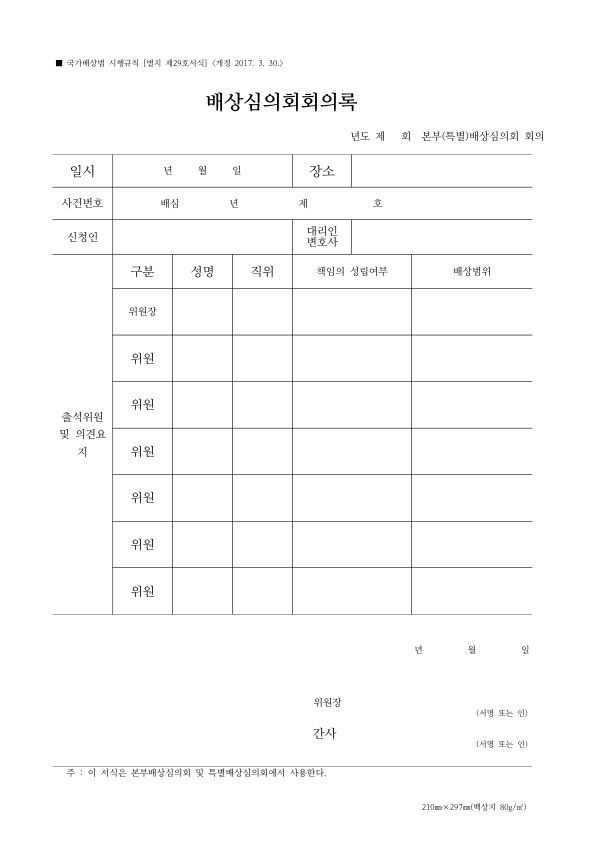 ■ 국가배상법 시행규칙 [별지 제29호서식] <개정 2017. 3. 30.>
배상심의회회의록
년도 제 회 본부(특별)배상심의회 회의
일시 년 월 일 장소
사건번호 배심 년 제 호
신청인 대리인
변호사
구분 성명 직위 책임의 성립여부 배상범위
위원장
위원
위원
출석위원
및 의견요
지
위원
위원
위원
위원
년 월 일
위원장
(서명 또는 인)
간사
(서명 또는 인)
주 : 이 서식은 본부배상심의회 및 특별배상심의회에서 사용한다.
210㎜×297㎜(백상지 80g/㎡)